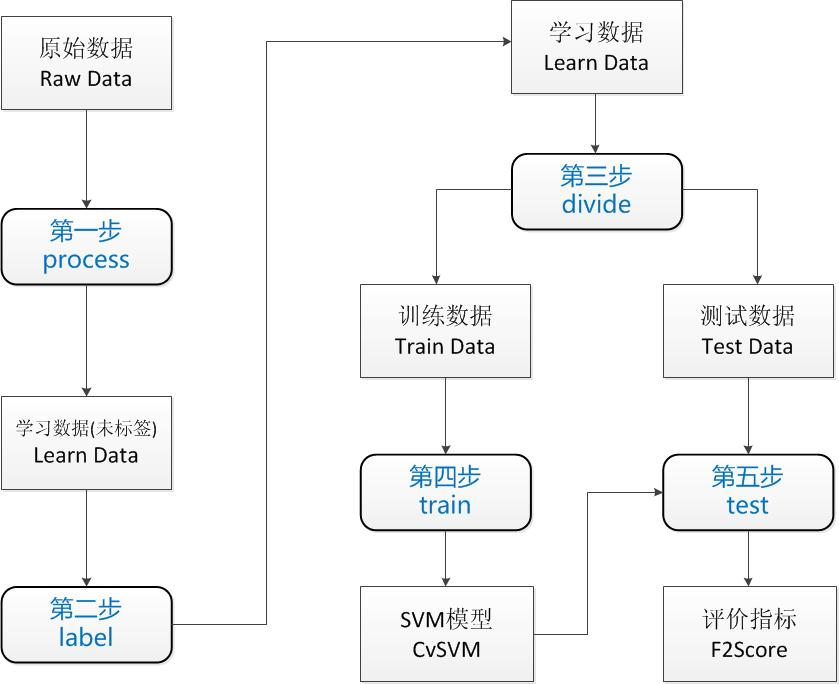 原始数据
Raw Data
第一步
process
学习数据(未标签)
Learn Data
第二步
label
学习数据
Learn Data
第三步
divide
训练数据
Train Data
测试数据
Test Data
第四步
train
第五步
test
SVM模型
CvSVM
评价指标
F2Score